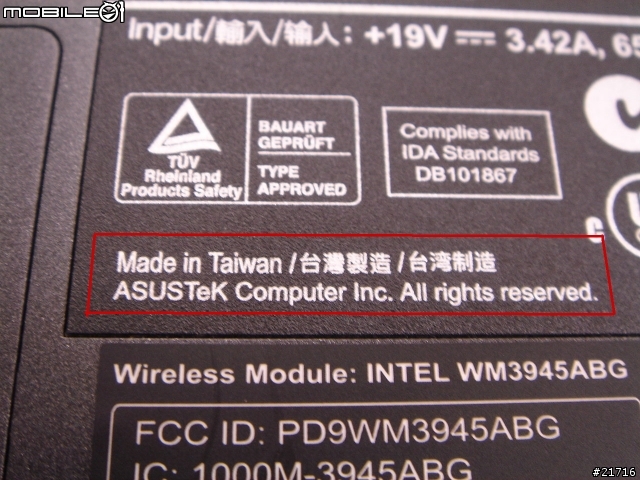 MOBILE01
Input/輸入/输入: +19V ⎓ 3.42A, 65
TÜV
Rheinland
Products Safety
BAUART
GEPRÜFT
TYPE
APPROVED
Complies with
IDA Standards
DB101867
Made in Taiwan / 台灣製造 / 台湾制造
ASUSTeK Computer Inc. All rights reserved.
Wireless Module: INTEL WM3945ABG
FCC ID: PD9WM3945ABG
IC: 1000M-3945ABG
#21716